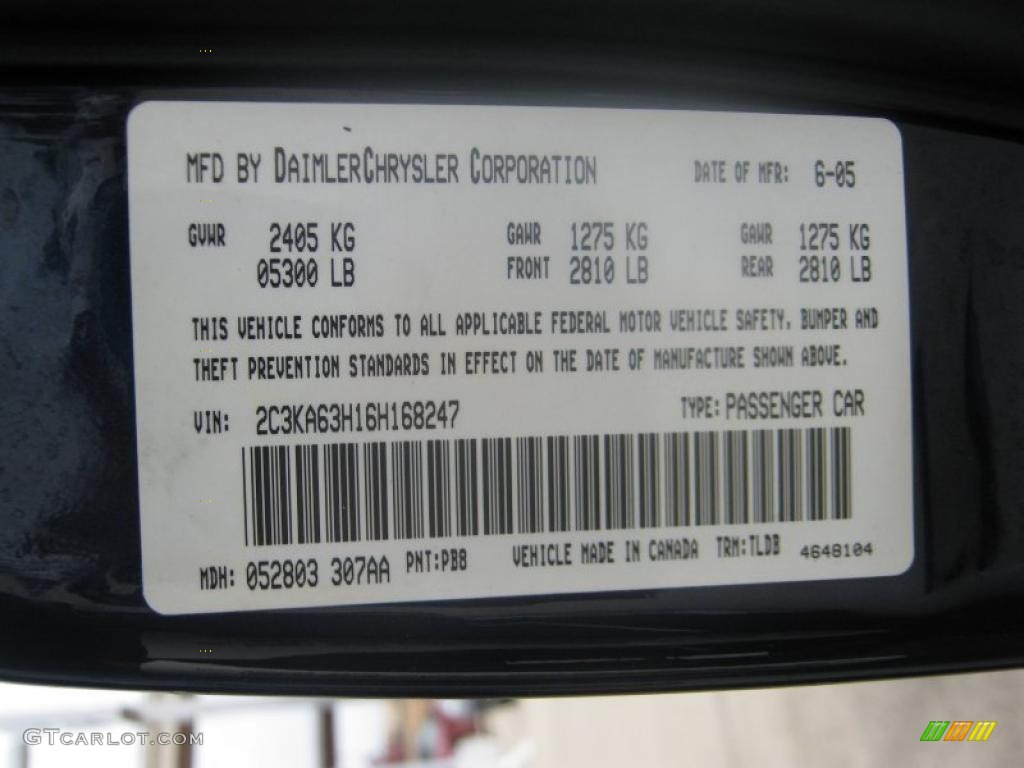 MFD BY DAIMLERCHRYSLER CORPORATION DATE OF MFR: 6-05
GVWR 2405 KG GAWR 1275 KG GAWR 1275 KG
05300 LB FRONT 2810 LB REAR 2810 LB
THIS VEHICLE CONFORMS TO ALL APPLICABLE FEDERAL MOTOR VEHICLE SAFETY, BUMPER AND
THEFT PREVENTION STANDARDS IN EFFECT ON THE DATE OF MANUFACTURE SHOWN ABOVE.
VIN: 2C3KA63H16H168247 TYPE: PASSENGER CAR
MDH: 052803 307AA PNT:PB8 VEHICLE MADE IN CANADA TRM:TLDB 4648104
GTCARLOT.COM